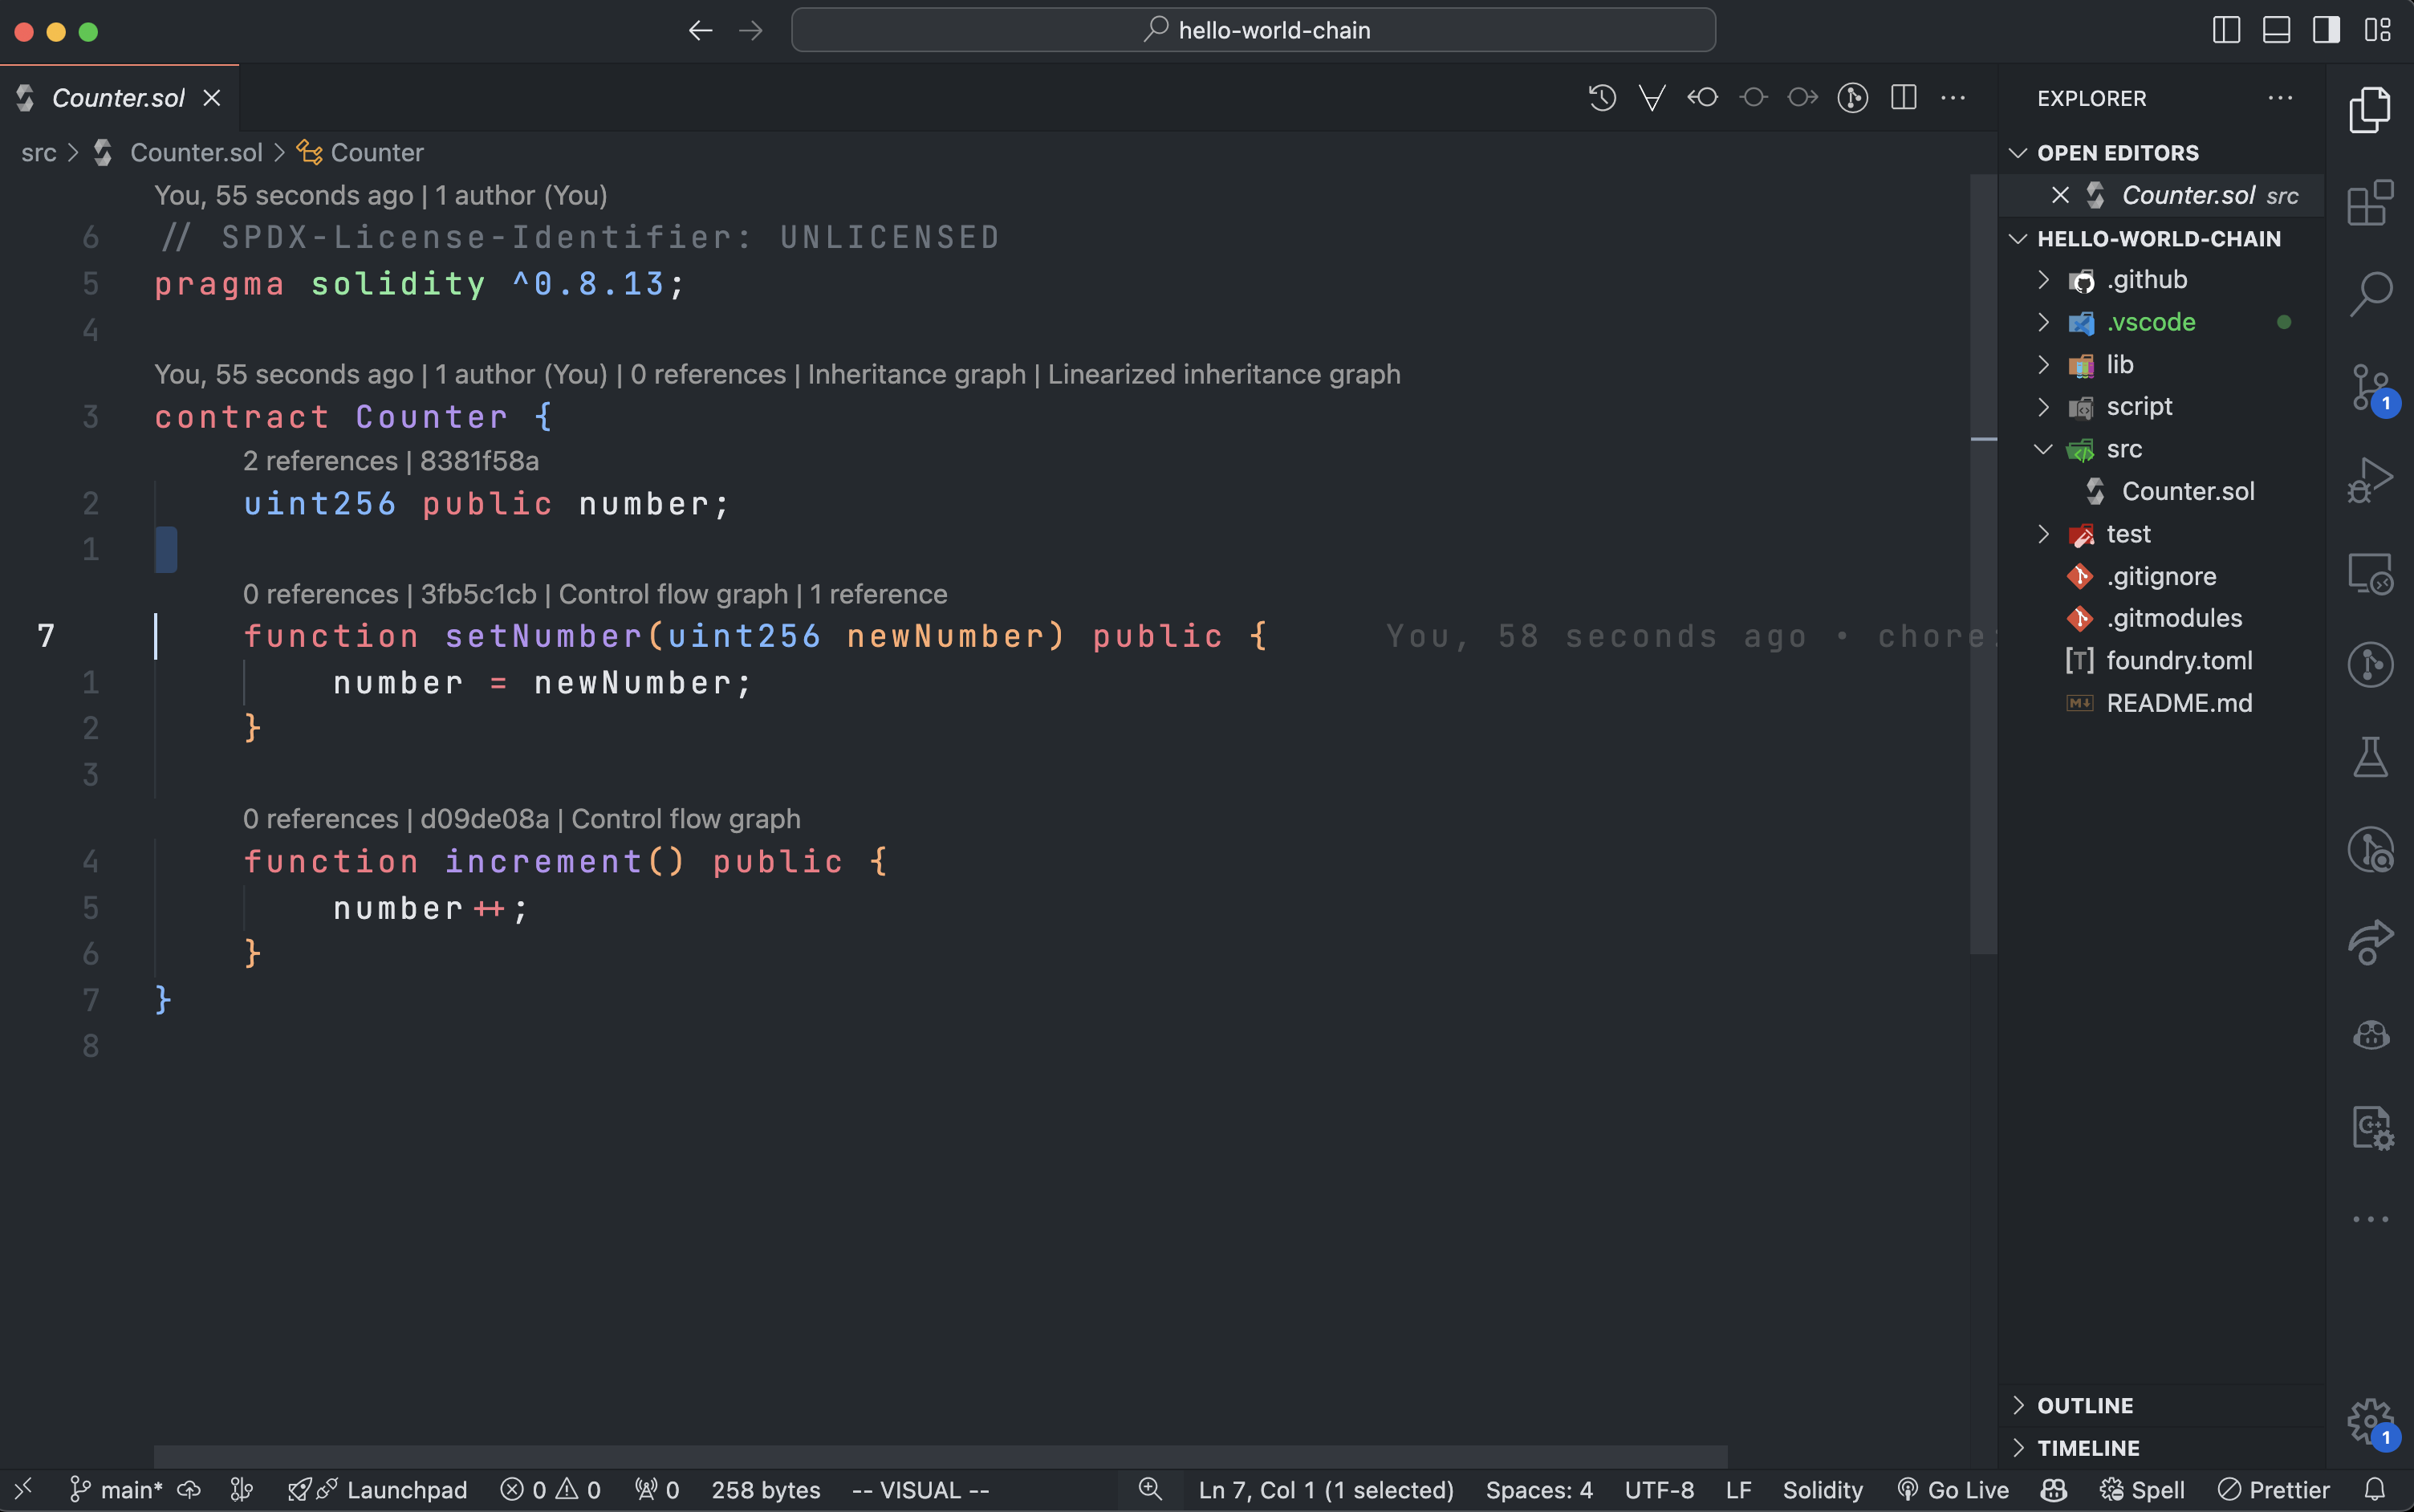 hello-world-chain
Counter.sol
EXPLORER
src > Counter.sol > Counter
You, 55 seconds ago | 1 author (You)
6 // SPDX-License-Identifier: UNLICENSED
5 pragma solidity ^0.8.13;
4
You, 55 seconds ago | 1 author (You) | 0 references | Inheritance graph | Linearized inheritance graph
3 contract Counter {
2 references | 8381f58a
2 uint256 public number;
1
0 references | 3fb5c1cb | Control flow graph | 1 reference
7 function setNumber(uint256 newNumber) public { You, 58 seconds ago • chore:
1 number = newNumber;
2 }
3
0 references | d09de08a | Control flow graph
4 function increment() public {
5 number++;
6 }
7 }
8
OPEN EDITORS
Counter.sol src
HELLO-WORLD-CHAIN
.github
.vscode
lib
script
src
Counter.sol
test
.gitignore
.gitmodules
[T] foundry.toml
M↓ README.md
OUTLINE
TIMELINE
1
C++
1
main* Launchpad 0 0 0 258 bytes -- VISUAL -- Ln 7, Col 1 (1 selected) Spaces: 4 UTF-8 LF Solidity Go Live Spell Prettier